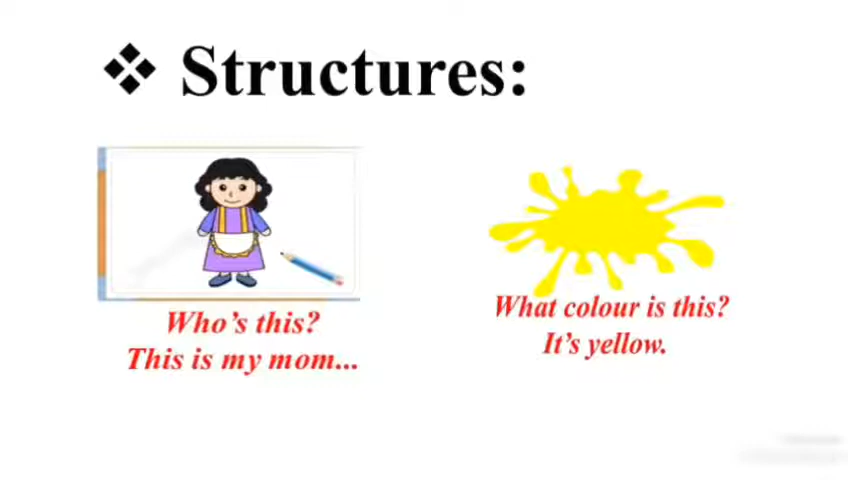 Structures:
Who's this?
This is my mom...
What colour is this?
It's yellow.